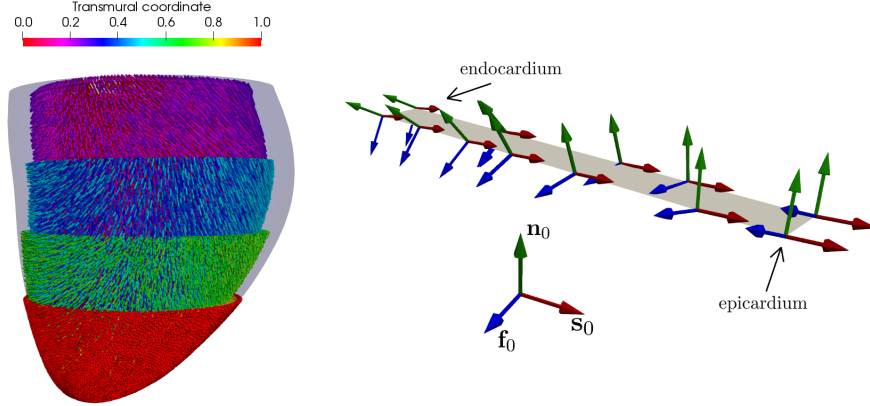 Transmural coordinate
0.0 0.2 0.4 0.6 0.8 1.0
endocardium
n₀
f₀
s₀
epicardium